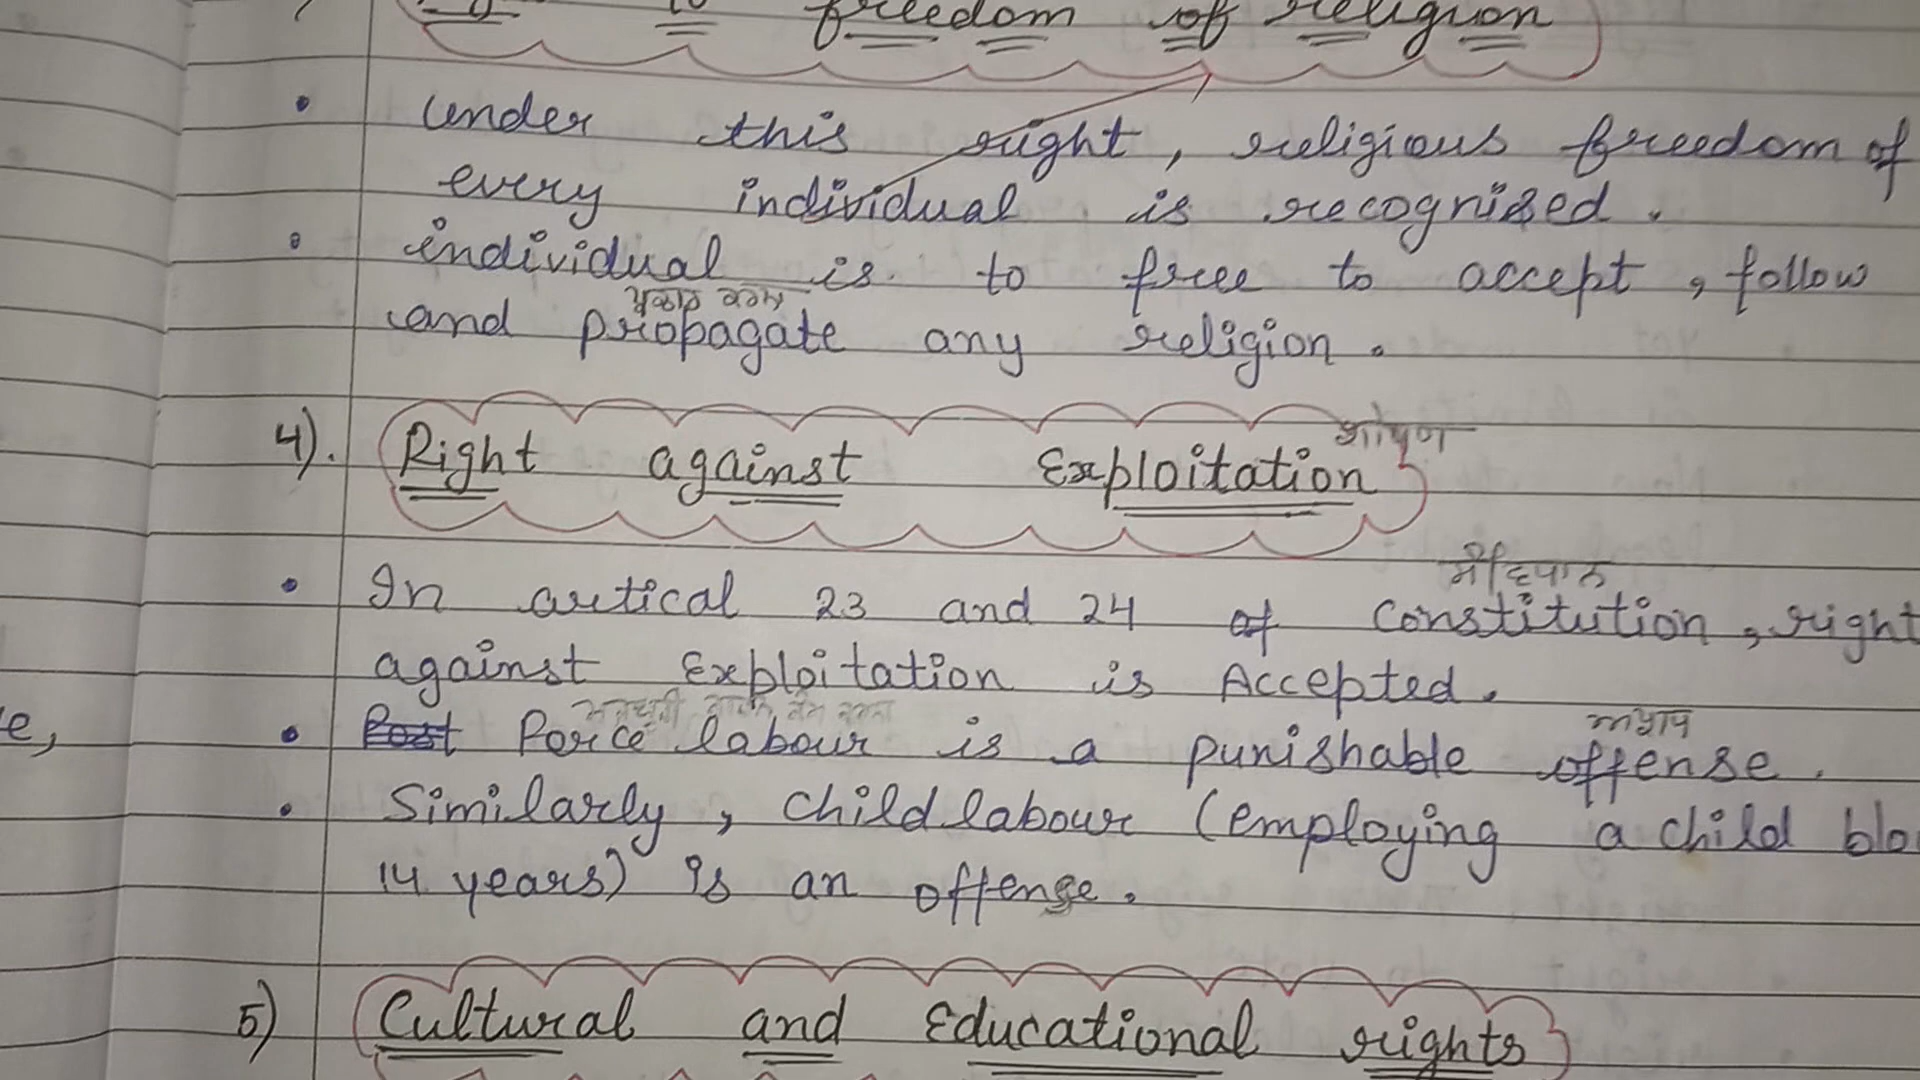 to freedom of religion
• under this right, religious freedom of
every individual is recognized.
• individual is to free to accept, follow
and propagate any religion.
शोषण
4). Right against Exploitation
संविधान
• In artical 23 and 24 of Constitution, right
against Exploitation is Accepted.
अपराध
e,
• Force labour is a punishable offense.
• Similarly, Child labour (employing a child blo
14 years) is an offense.
5) Cultural and Educational rights